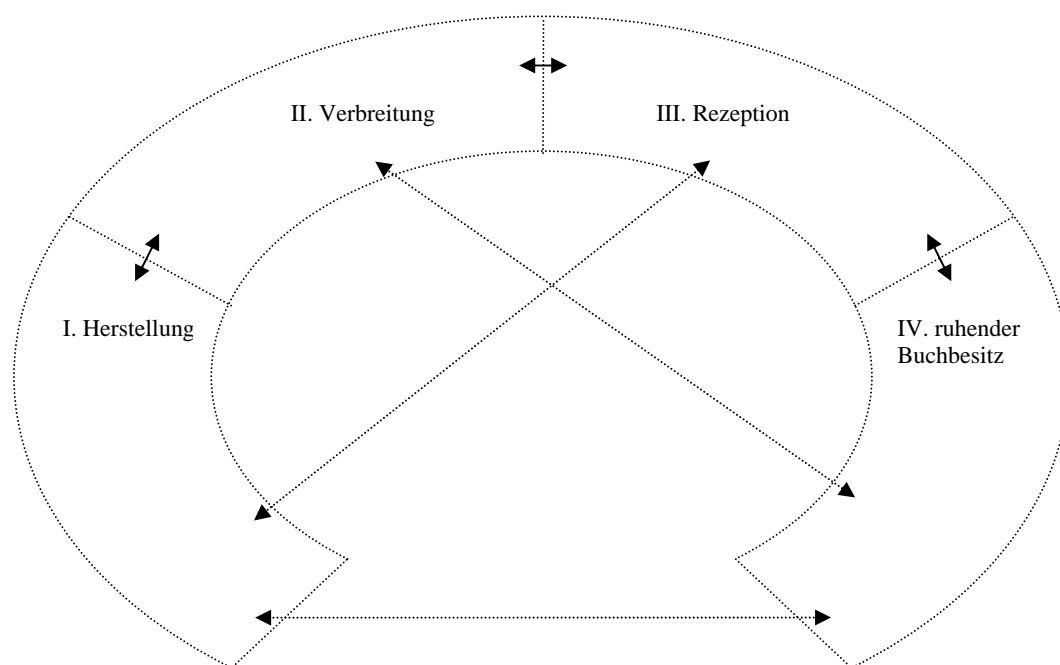 II. Verbreitung
III. Rezeption
I. Herstellung
IV. ruhender
Buchbesitz